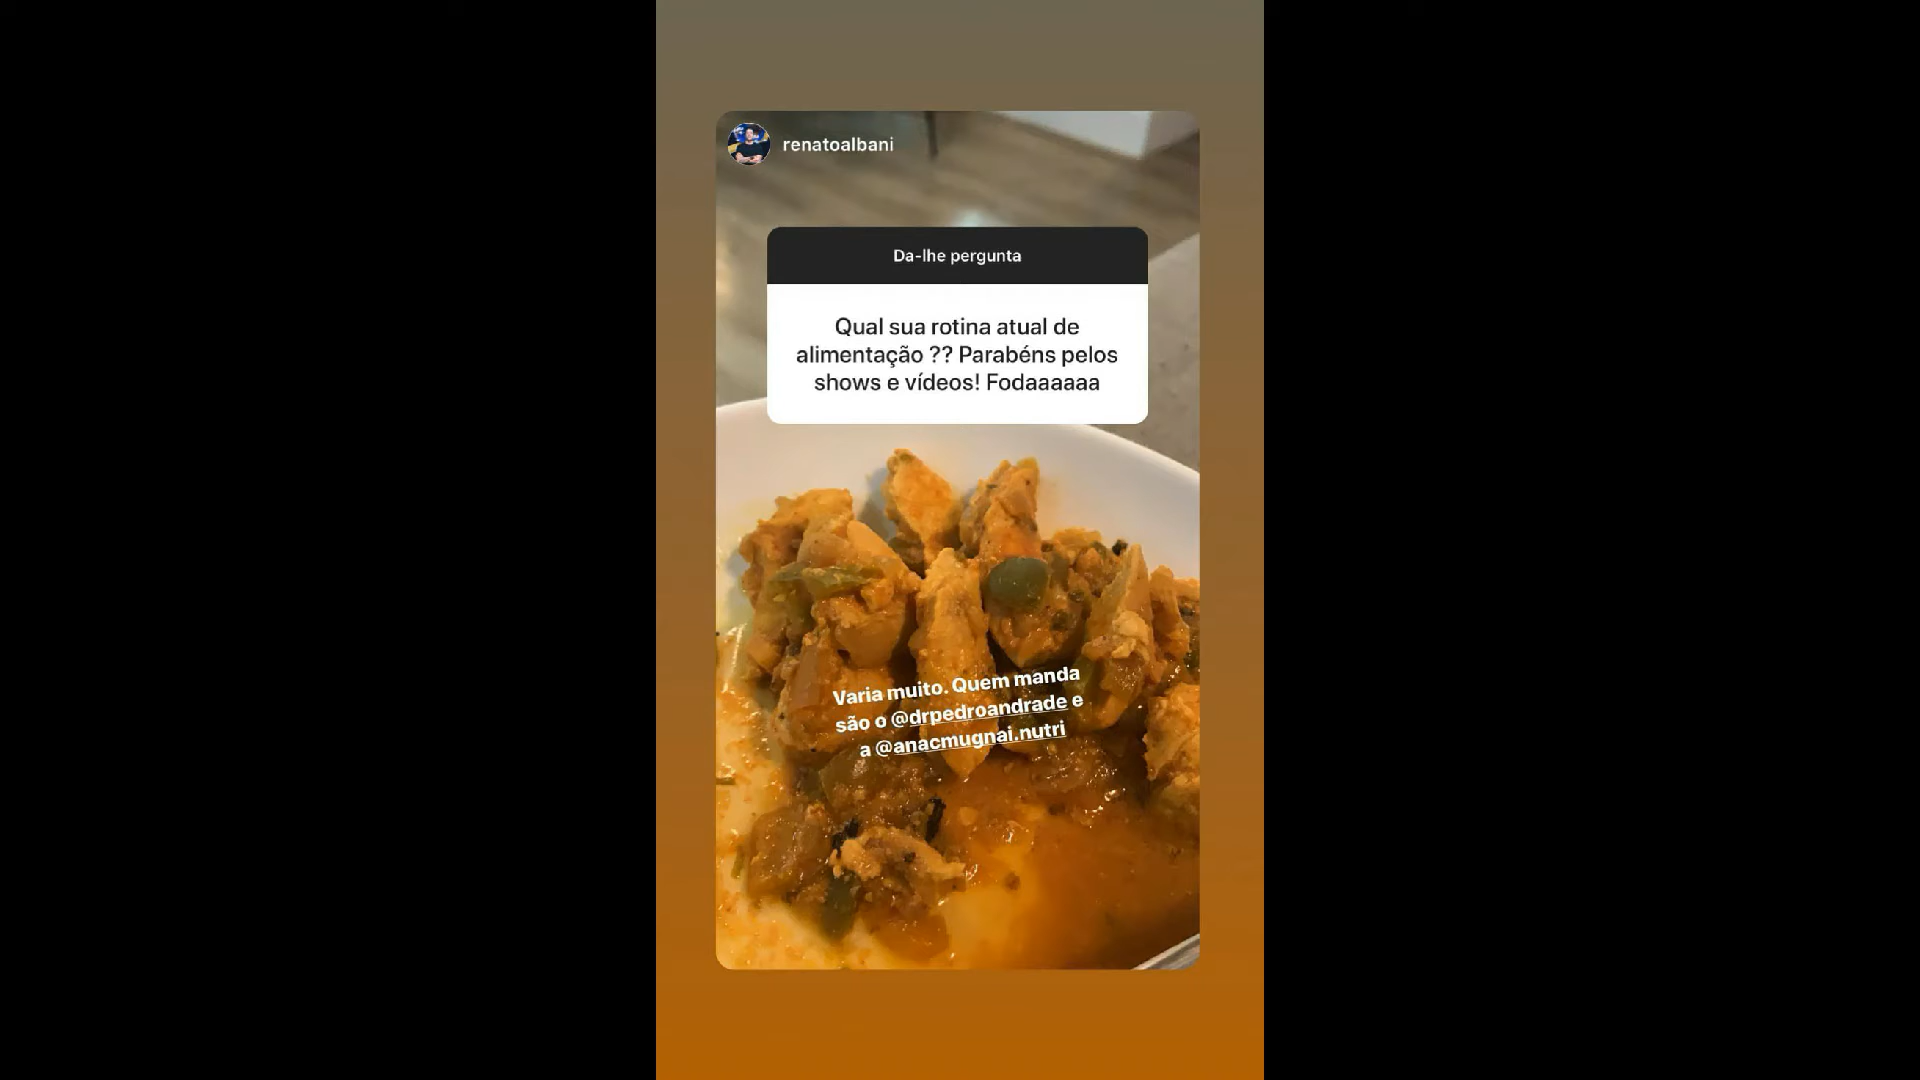 renatoalbani
Da-lhe pergunta
Qual sua rotina atual de
alimentação ?? Parabéns pelos
shows e vídeos! Fodaaaaaa
Varia muito. Quem manda
são o @drpedroandrade e
a @anacmugnai.nutri